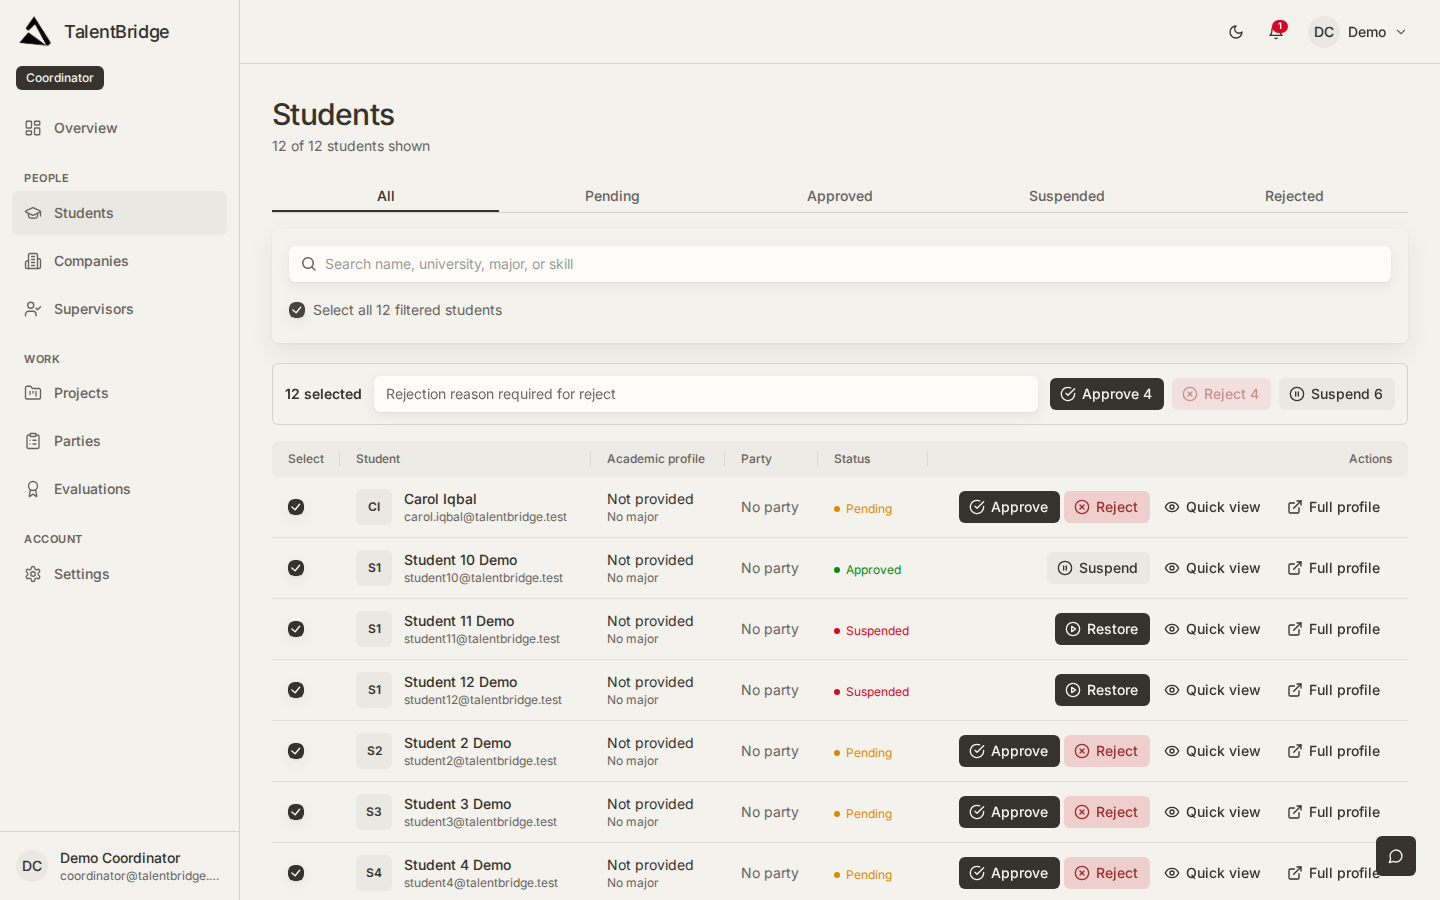 TalentBridge
Coordinator
Overview
PEOPLE
Students
Companies
Supervisors
WORK
Projects
Parties
Evaluations
ACCOUNT
Settings
DC Demo Coordinator
coordinator@talentbridge....
1
DC Demo
Students
12 of 12 students shown
All Pending Approved Suspended Rejected
Search name, university, major, or skill
Select all 12 filtered students
12 selected Rejection reason required for reject Approve 4 Reject 4 Suspend 6
Select Student Academic profile Party Status Actions
CI Carol Iqbal Not provided No party Pending Approve Reject Quick view Full profile
carol.iqbal@talentbridge.test No major
S1 Student 10 Demo Not provided No party Approved Suspend Quick view Full profile
student10@talentbridge.test No major
S1 Student 11 Demo Not provided No party Suspended Restore Quick view Full profile
student11@talentbridge.test No major
S1 Student 12 Demo Not provided No party Suspended Restore Quick view Full profile
student12@talentbridge.test No major
S2 Student 2 Demo Not provided No party Pending Approve Reject Quick view Full profile
student2@talentbridge.test No major
S3 Student 3 Demo Not provided No party Pending Approve Reject Quick view Full profile
student3@talentbridge.test No major
S4 Student 4 Demo Not provided No party Pending Approve Reject Quick view Full profile
student4@talentbridge.test No major